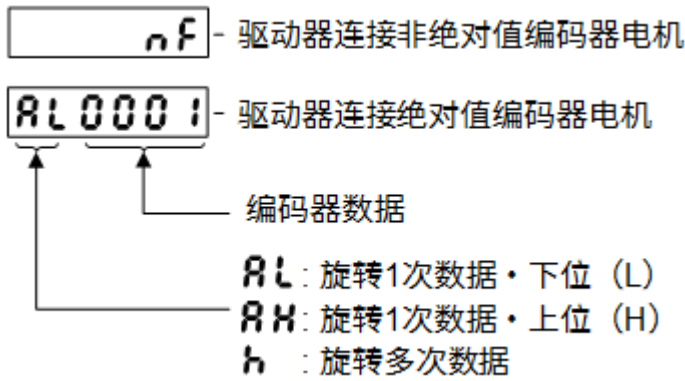 nF - 驱动器连接非绝对值编码器电机
AL0001 - 驱动器连接绝对值编码器电机
编码器数据
AL : 旋转1次数据・下位（L）
AH : 旋转1次数据・上位（H）
h : 旋转多次数据